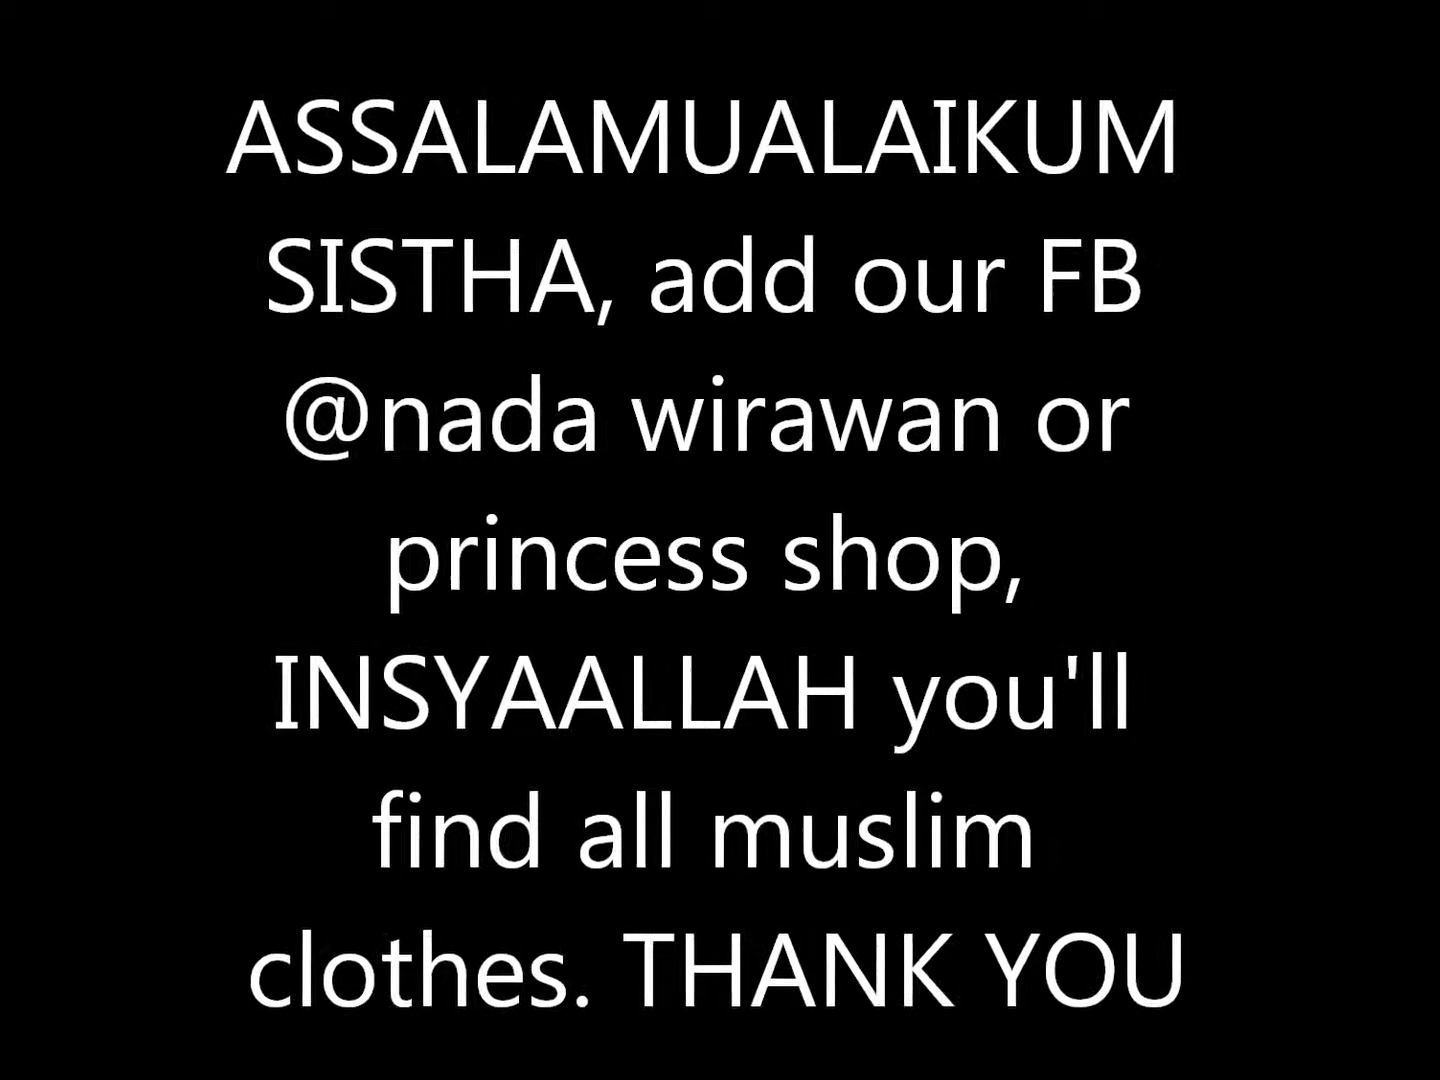 ASSALAMUALAIKUM
SISTHA, add our FB
@nada wirawan or
princess shop,
INSYAALLAH you'll
find all muslim
clothes. THANK YOU